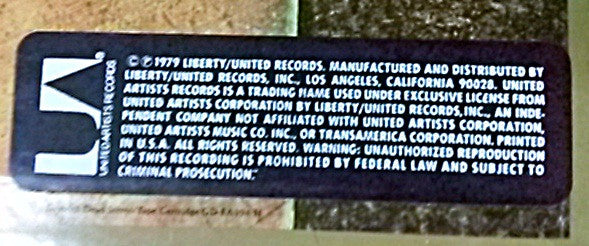 ©℗1979 LIBERTY/UNITED RECORDS. MANUFACTURED AND DISTRIBUTED BY
LIBERTY/UNITED RECORDS, INC., LOS ANGELES, CALIFORNIA 90028. UNITED
ARTISTS RECORDS IS A TRADING NAME USED UNDER EXCLUSIVE LICENSE FROM
UNITED ARTISTS CORPORATION BY LIBERTY/UNITED RECORDS, INC., AN INDE-
PENDENT COMPANY NOT AFFILIATED WITH UNITED ARTISTS CORPORATION,
UNITED ARTISTS MUSIC CO. INC., OR TRANSAMERICA CORPORATION. PRINTED
IN U.S.A. ALL RIGHTS RESERVED. WARNING: UNAUTHORIZED REPRODUCTION
OF THIS RECORDING IS PROHIBITED BY FEDERAL LAW AND SUBJECT TO
CRIMINAL PROSECUTION."
UA®
UNITED ARTISTS RECORDS